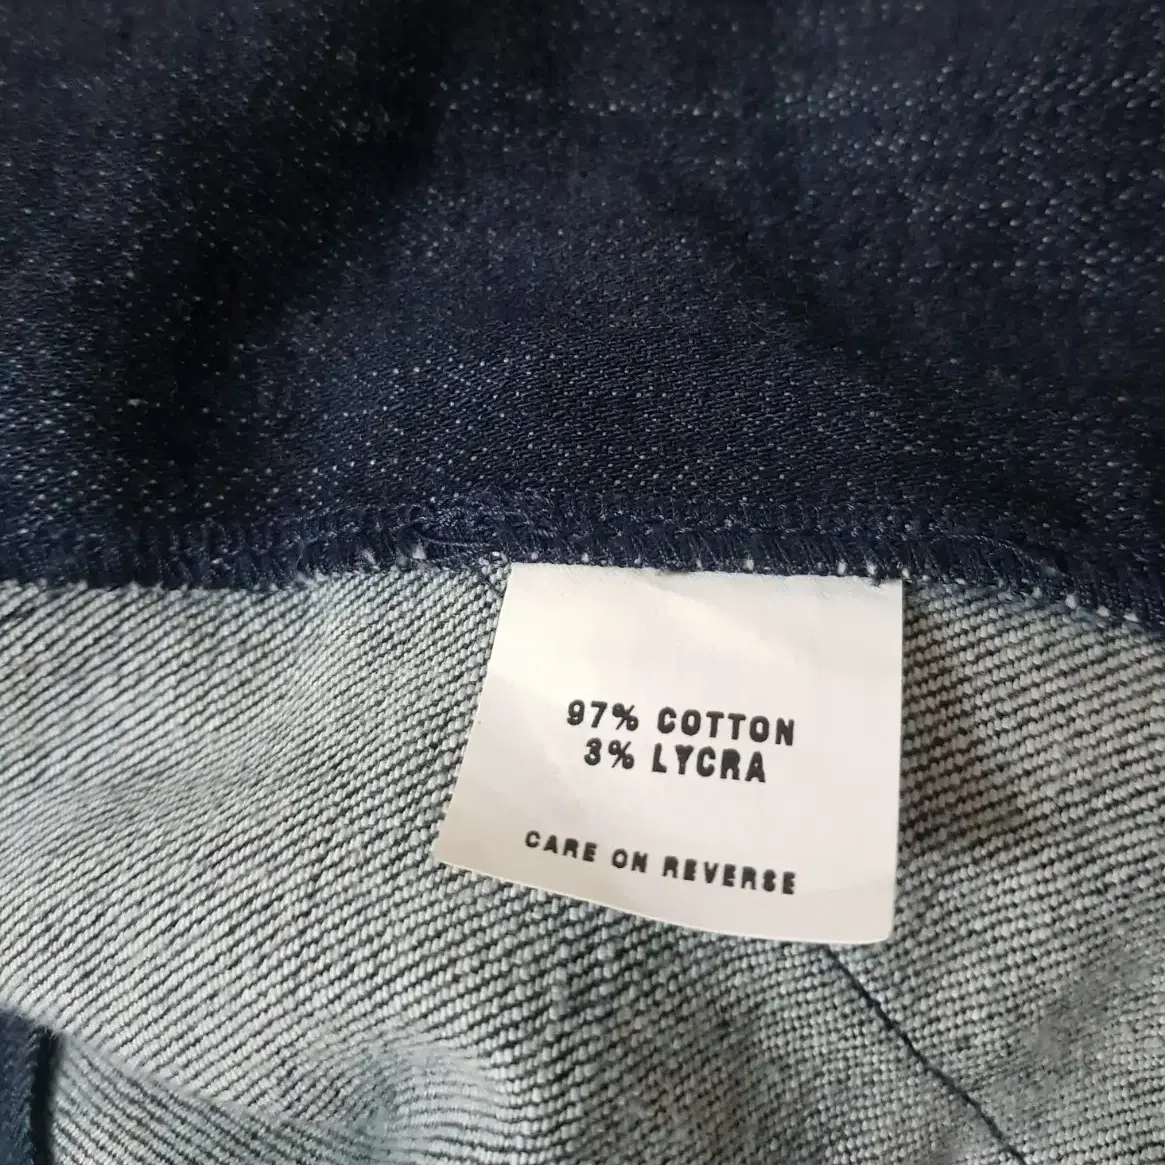 97% COTTON
3% LYCRA
CARE ON REVERSE